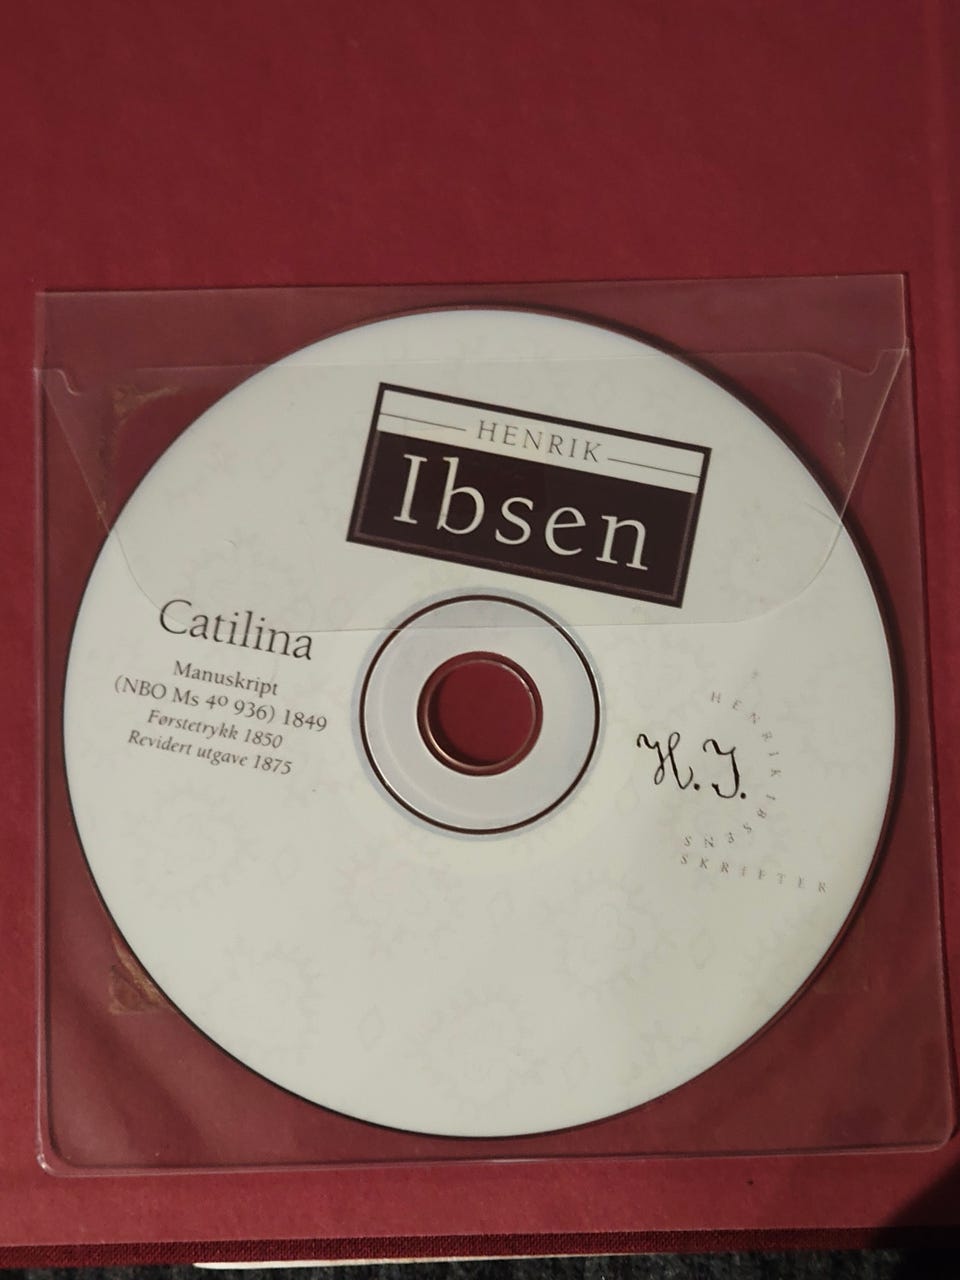 HENRIK
Ibsen
Catilina
Manuskript
(NBO Ms 4º 936) 1849
Førstetrykk 1850
Revidert utgave 1875
H.I.
HENRIK IBSENS
SKRIFTER